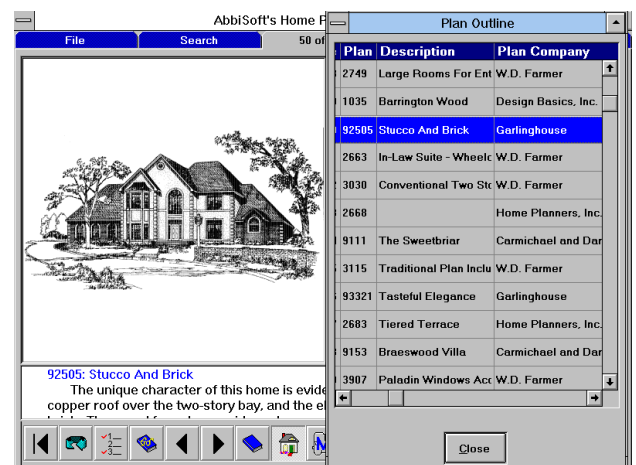 AbbiSoft's Home P
File
Search
50 of
92505: Stucco And Brick
The unique character of this home is evide
copper roof over the two-story bay, and the el
Plan Outline
Plan Description Plan Company
2749 Large Rooms For Ent W.D. Farmer
1035 Barrington Wood Design Basics, Inc.
92505 Stucco And Brick Garlinghouse
2663 In-Law Suite - Wheelc W.D. Farmer
3030 Conventional Two Sto W.D. Farmer
2668 Home Planners, Inc.
9111 The Sweetbriar Carmichael and Dar
3115 Traditional Plan Inclu W.D. Farmer
93321 Tasteful Elegance Garlinghouse
2683 Tiered Terrace Home Planners, Inc.
9153 Braeswood Villa Carmichael and Dar
3907 Paladin Windows Acc W.D. Farmer
Close